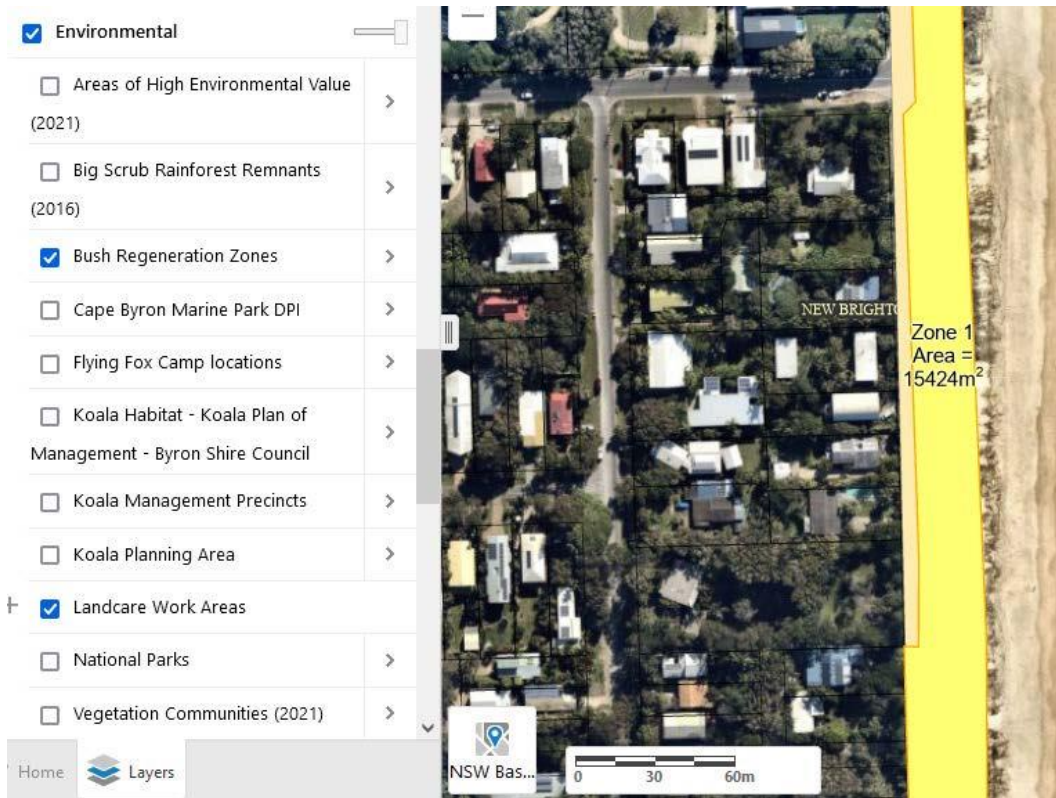 Environmental
Areas of High Environmental Value
(2021)
Big Scrub Rainforest Remnants
(2016)
Bush Regeneration Zones
Cape Byron Marine Park DPI
Flying Fox Camp locations
Koala Habitat - Koala Plan of
Management - Byron Shire Council
Koala Management Precincts
Koala Planning Area
Landcare Work Areas
National Parks
Vegetation Communities (2021)
Home
Layers
NEW BRIGHTO
Zone 1
Area =
15424m²
NSW Bas...
0 30 60m